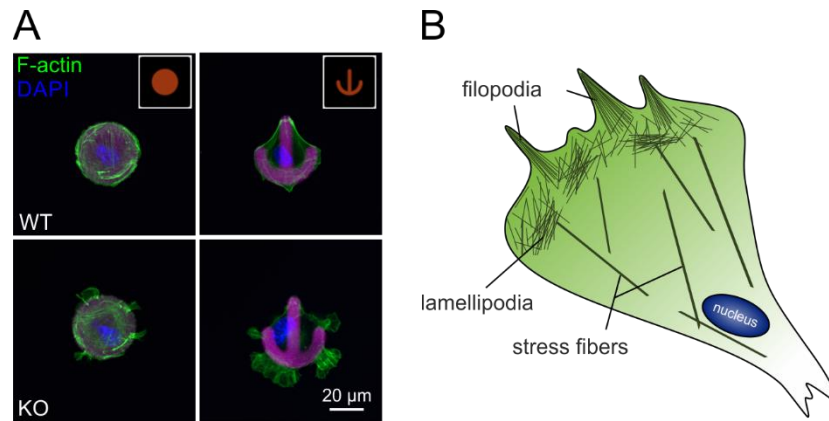 A
F-actin
DAPI
WT
KO
20 µm
B
filopodia
lamellipodia
stress fibers
nucleus